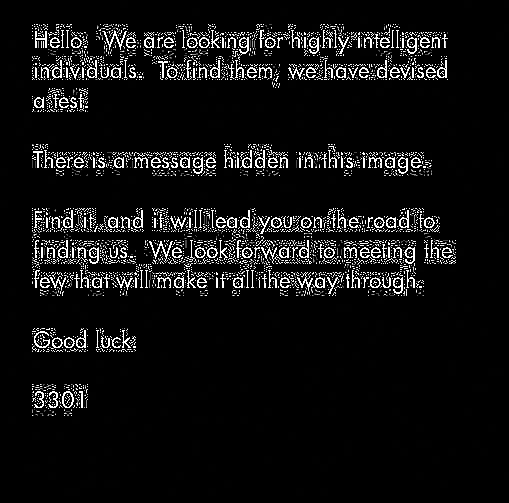 Hello. We are looking for highly intelligent
individuals. To find them, we have devised
a test.
There is a message hidden in this image.
Find it, and it will lead you on the road to
finding us. We look forward to meeting the
few that will make it all the way through.
Good luck.
3301